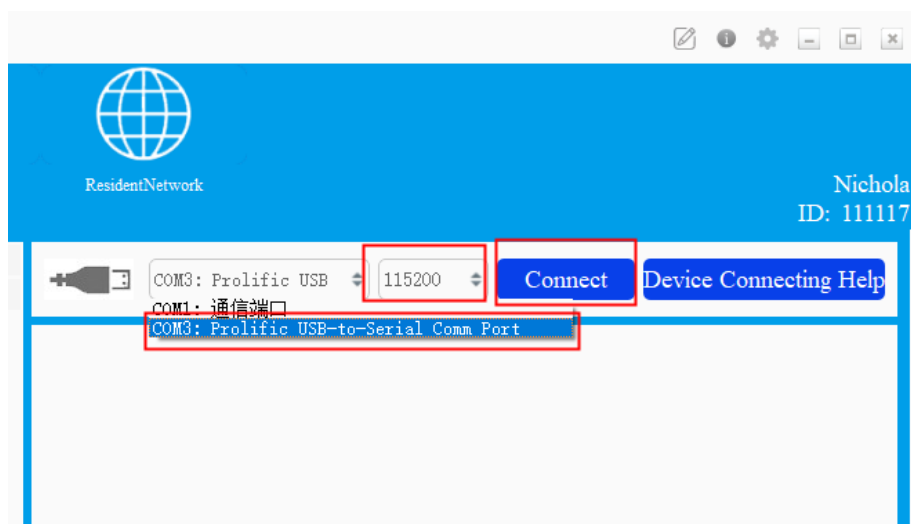 ResidentNetwork
Nichola
ID: 111117
COM3: Prolific USB
115200
Connect
Device Connecting Help
COM1: 通信端口
COM3: Prolific USB-to-Serial Comm Port